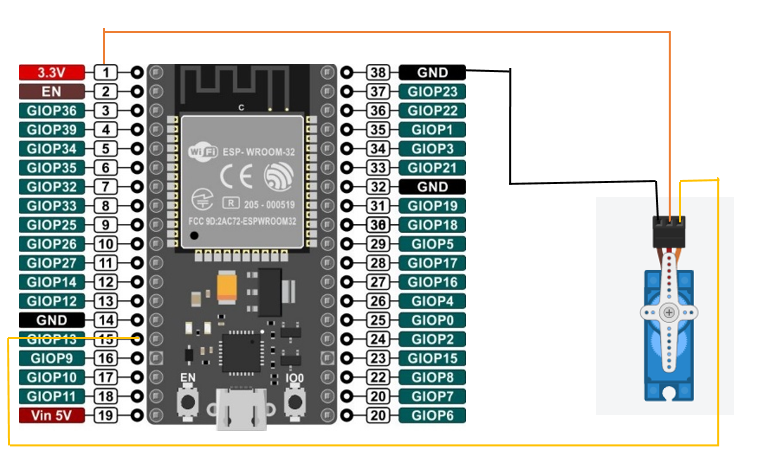 3.3V 1 38 GND
EN 2 37 GIOP23
GIOP36 3 C 36 GIOP22
GIOP39 4 35 GIOP1
GIOP34 5 WiFi ESP-WROOM-32 34 GIOP3
GIOP35 6 CE FC 33 GIOP21
GIOP32 7 32 GND
GIOP33 8 R 205-000519 31 GIOP19
GIOP25 9 FCC 9D:2AC72-ESPWROOM32 30 GIOP18
GIOP26 10 29 GIOP5
GIOP27 11 28 GIOP17
GIOP14 12 27 GIOP16
GIOP12 13 26 GIOP4
GND 14 25 GIOP0
GIOP13 15 24 GIOP2
GIOP9 16 23 GIOP15
GIOP10 17 EN IO0 22 GIOP8
GIOP11 18 20 GIOP7
Vin 5V 19 20 GIOP6